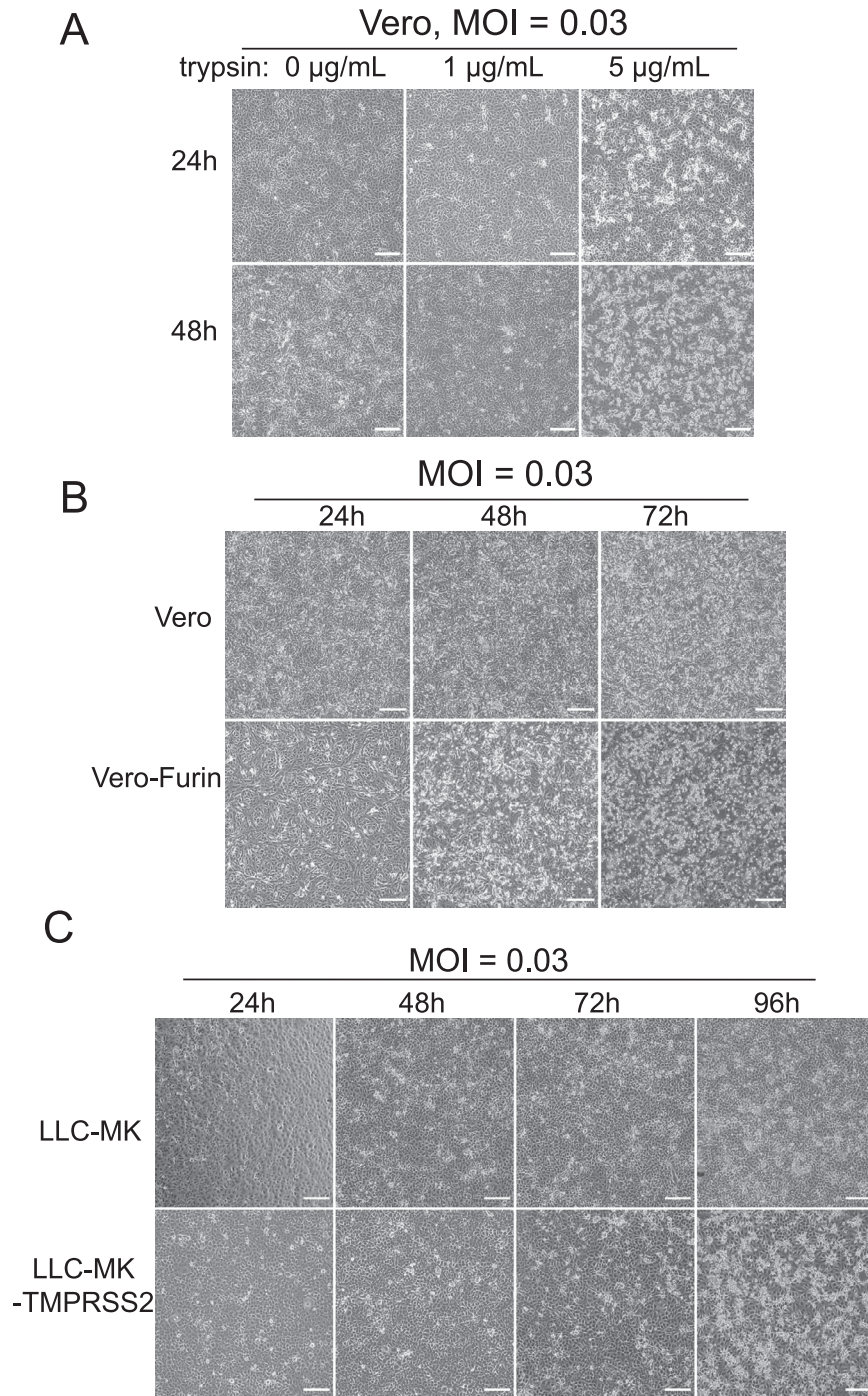 A
Vero, MOI = 0.03
trypsin: 0 µg/mL 1 µg/mL 5 µg/mL
24h
48h
B
MOI = 0.03
24h 48h 72h
Vero
Vero-Furin
C
MOI = 0.03
24h 48h 72h 96h
LLC-MK
LLC-MK
-TMPRSS2